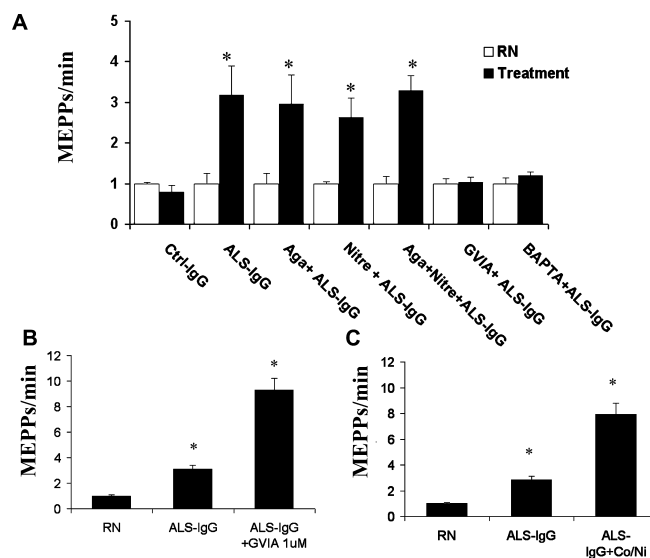 A
MEPPs/min
5
4
3
2
1
0
RN
Treatment
*
*
*
*
Ctrl-IgG
ALS-IgG
Aga+ ALS-IgG
Nitre + ALS-IgG
Aga+Nitre+ALS-IgG
GVIA+ ALS-IgG
BAPTA+ALS-IgG
B
MEPPs/min
12
10
8
6
4
2
0
*
*
RN
ALS-IgG
ALS-IgG
+GVIA 1uM
C
MEPPs/min
12
10
8
6
4
2
0
*
*
RN
ALS-IgG
ALS-
IgG+Co/Ni